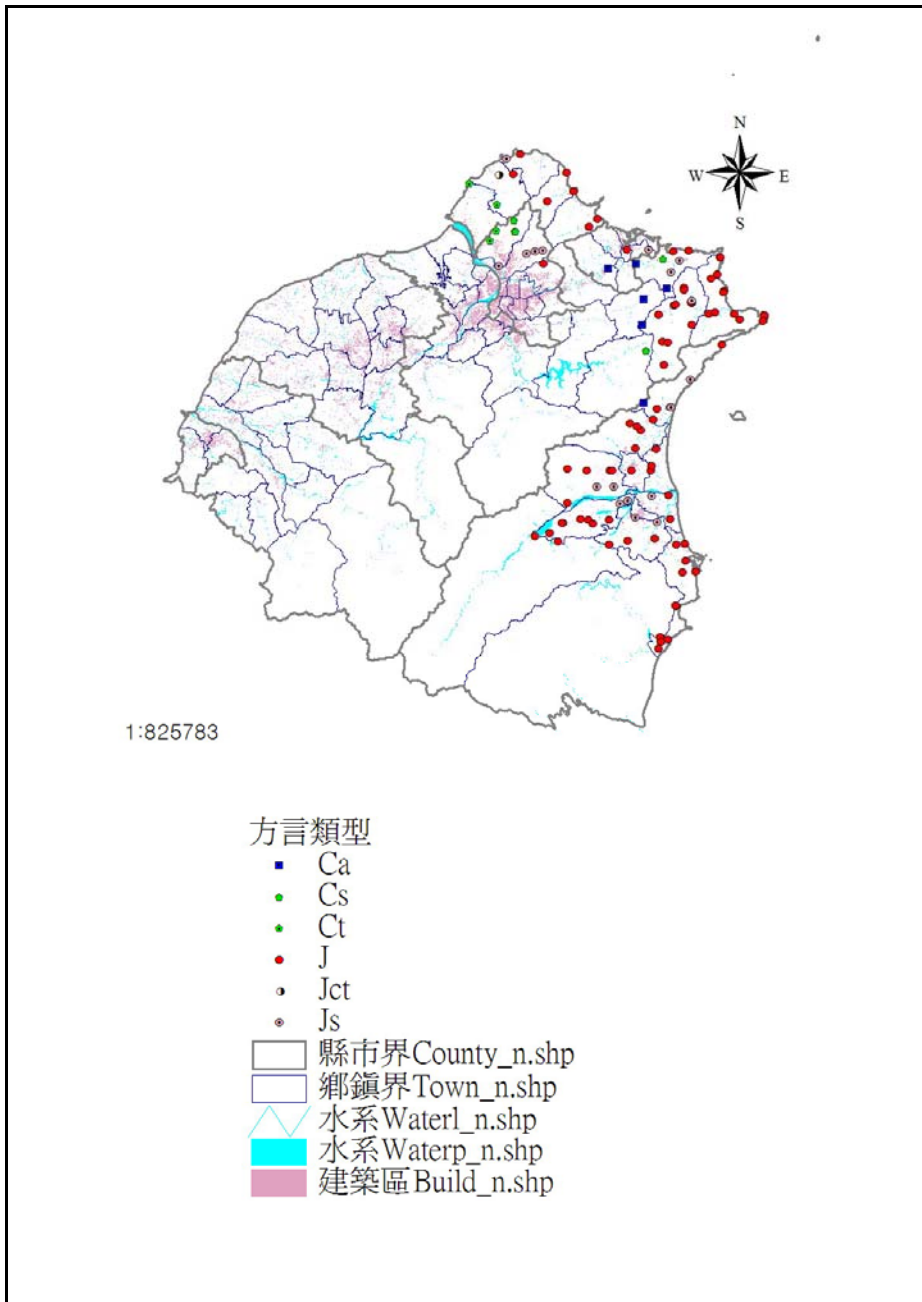 N
W E
S
1:825783
方言類型
Ca
Cs
Ct
J
Jct
Js
縣市界County_n.shp
鄉鎮界Town_n.shp
水系Waterl_n.shp
水系Waterp_n.shp
建築區Build_n.shp